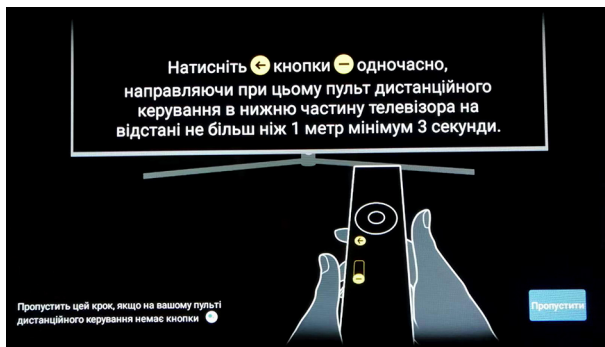 Натисніть ← кнопки − одночасно,
направляючи при цьому пульт дистанційного
керування в нижню частину телевізора на
відстані не більш ніж 1 метр мінімум 3 секунди.
Пропустить цей крок, якщо на вашому пульті
дистанційного керування немає кнопки
Пропустити